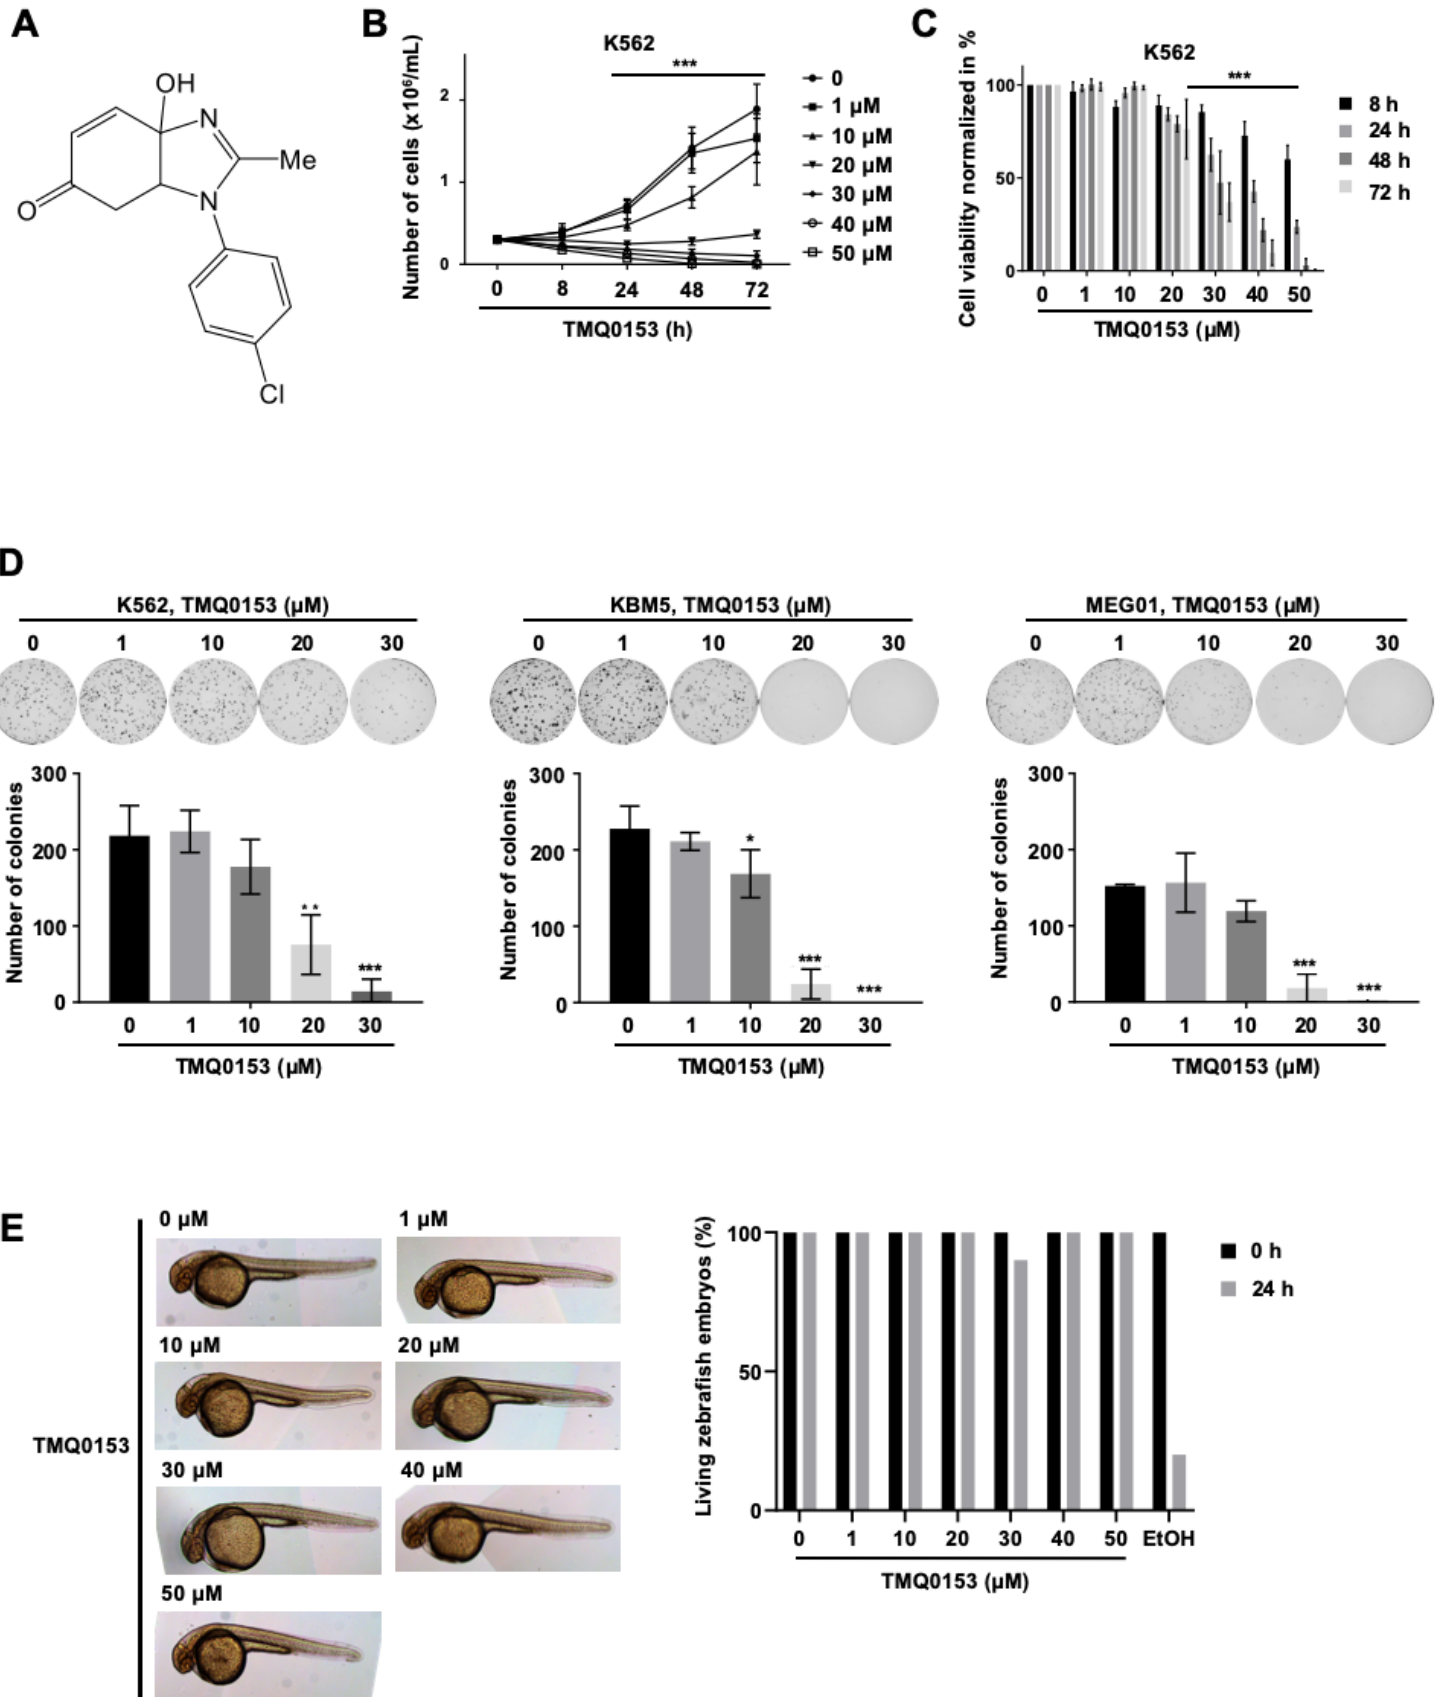 A
OH
N
Me
O
N
Cl
B
K562
***
Number of cells (x10⁶/mL)
2
1
0
0
8
24
48
72
TMQ0153 (h)
0
1 µM
10 µM
20 µM
30 µM
40 µM
50 µM
C
K562
***
Cell viability normalized in %
100
50
0
0
1
10
20
30
40
50
TMQ0153 (µM)
8 h
24 h
48 h
72 h
D
K562, TMQ0153 (µM)
0
1
10
20
30
Number of colonies
300
200
100
0
**
***
0
1
10
20
30
TMQ0153 (µM)
KBM5, TMQ0153 (µM)
0
1
10
20
30
Number of colonies
300
200
100
0
*
***
***
0
1
10
20
30
TMQ0153 (µM)
MEG01, TMQ0153 (µM)
0
1
10
20
30
Number of colonies
300
200
100
0
***
***
0
1
10
20
30
TMQ0153 (µM)
E
TMQ0153
0 µM
1 µM
10 µM
20 µM
30 µM
40 µM
50 µM
Living zebrafish embryos (%)
100
50
0
0
1
10
20
30
40
50
EtOH
TMQ0153 (µM)
0 h
24 h